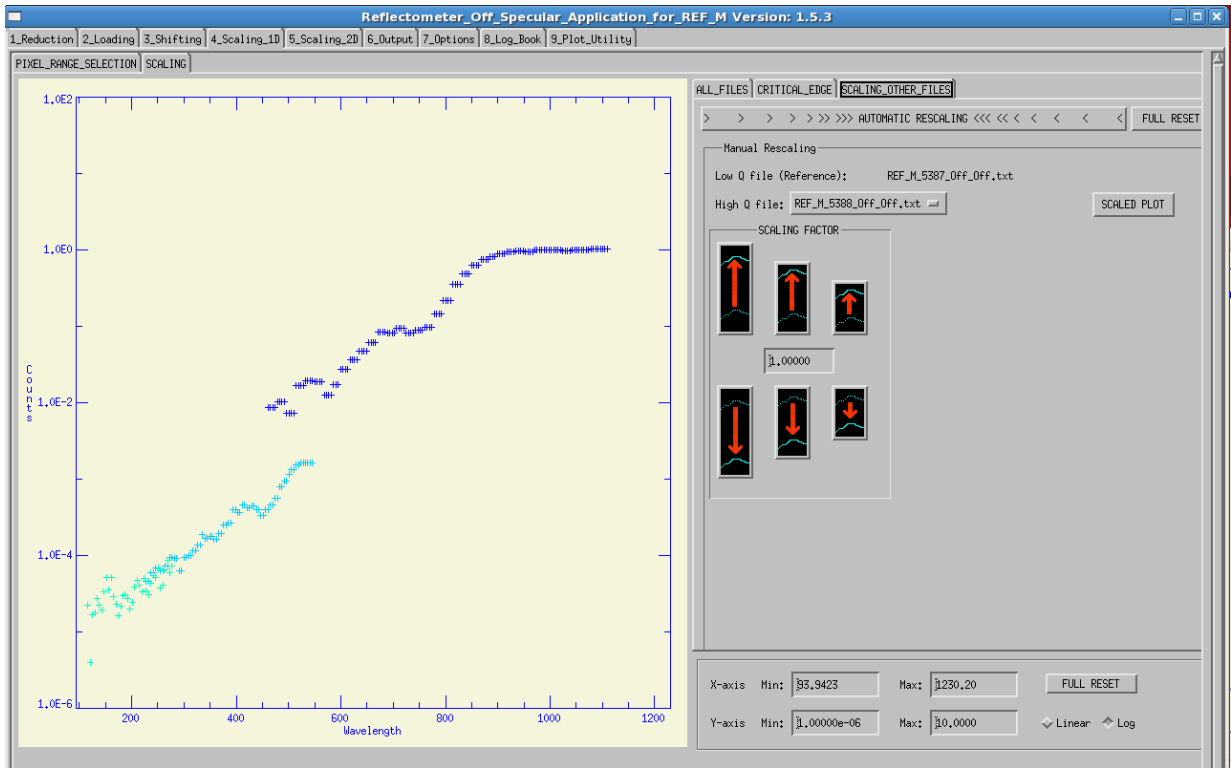 Reflectometer_Off_Specular_Application_for_REF_M Version: 1.5.3
1_Reduction 2_Loading 3_Shifting 4_Scaling_1D 5_Scaling_2D 6_Output 7_Options 8_Log_Book 9_Plot_Utility
PIXEL_RANGE_SELECTION SCALING
ALL_FILES CRITICAL_EDGE SCALING_OTHER_FILES
> > > > > >> >>> AUTOMATIC RESCALING <<< << < < < < < FULL RESET
Manual Rescaling
Low Q file (Reference): REF_M_5387_Off_Off.txt
High Q file: REF_M_5388_Off_Off.txt SCALED PLOT
SCALING FACTOR
1.00000
1.0E2
1.0E0
1.0E-2
1.0E-4
1.0E-6
Counts
200 400 600 800 1000 1200
Wavelength
X-axis Min: 93.9423 Max: 1230.20 FULL RESET
Y-axis Min: 1.00000e-06 Max: 10.0000 Linear Log